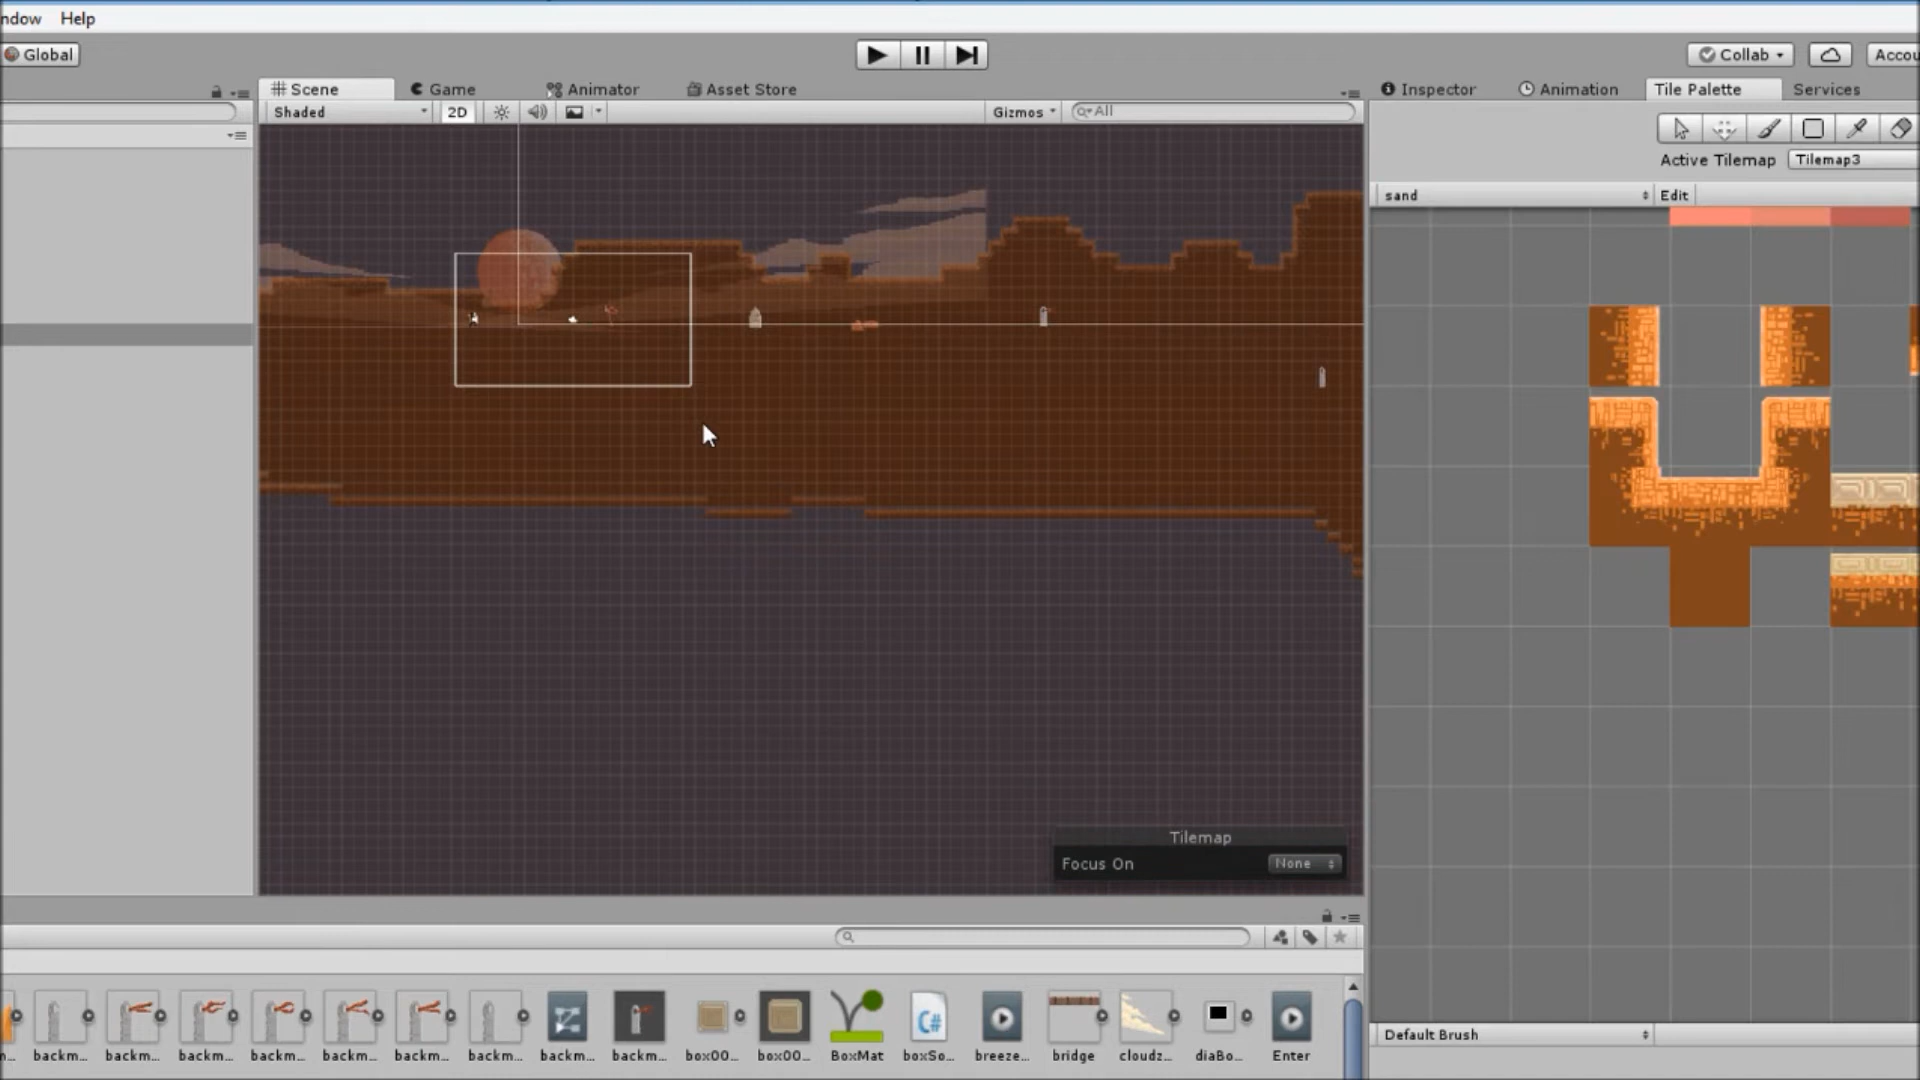 ndow Help
Global Collab Accou
Scene Game Animator Asset Store Inspector Animation Tile Palette Services
Shaded 2D Gizmos All
Active Tilemap Tilemap3
sand Edit
Tilemap
Focus On None
Default Brush
backm... backm... backm... backm... backm... backm... backm... backm... backm... box00... box00... BoxMat boxSo... breeze... bridge cloudz... diaBo... Enter
C#